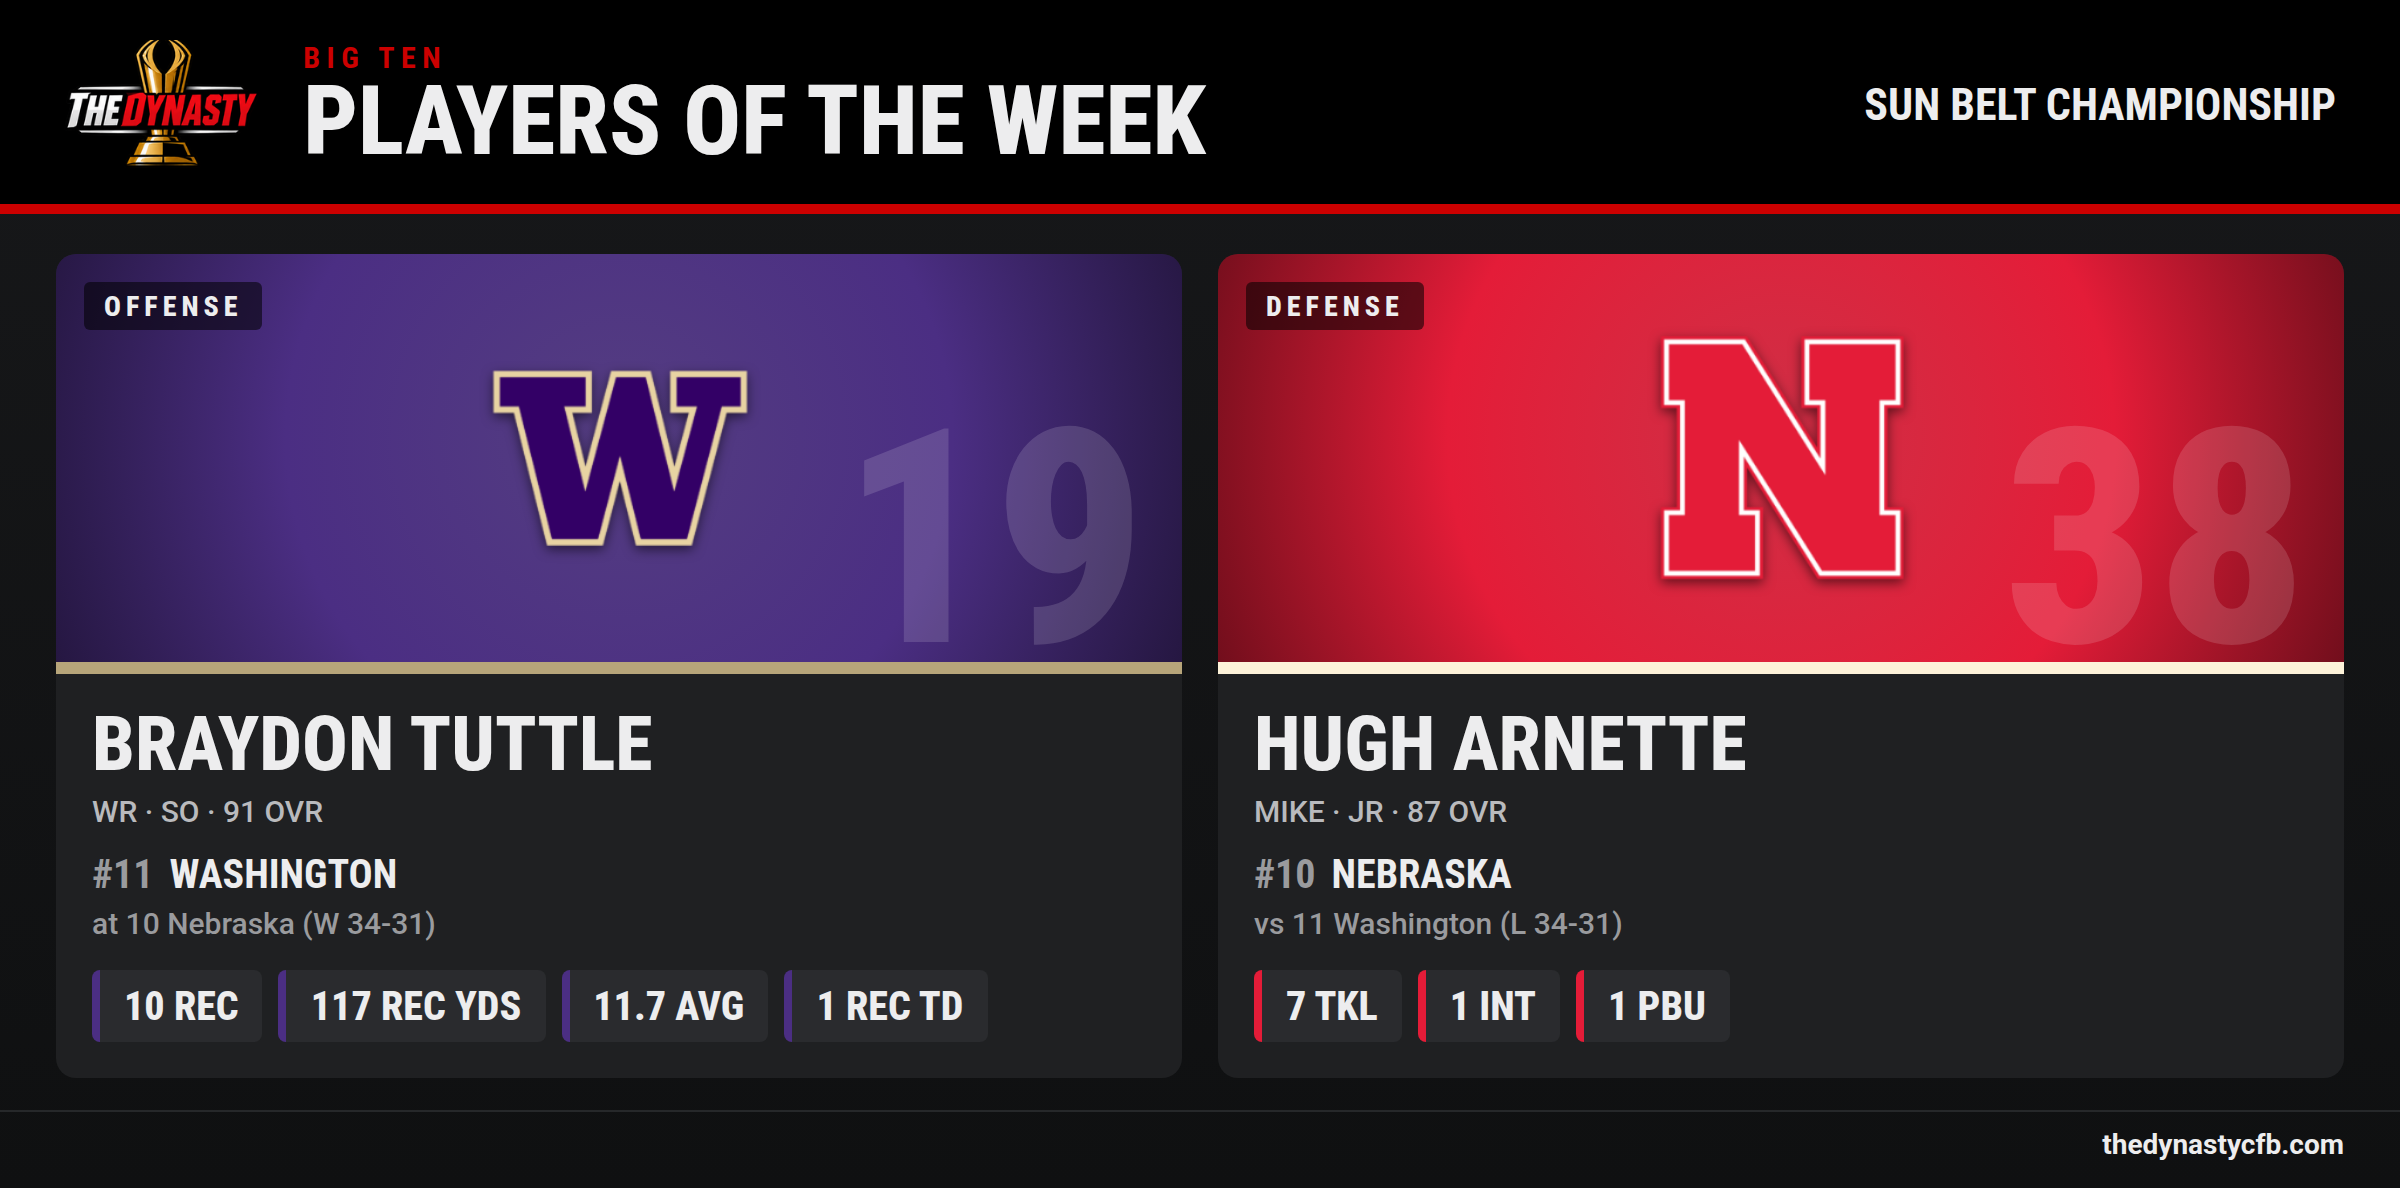 THE DYNASTY
BIG TEN
PLAYERS OF THE WEEK
SUN BELT CHAMPIONSHIP
OFFENSE
W
19
BRAYDON TUTTLE
WR · SO · 91 OVR
#11 WASHINGTON
at 10 Nebraska (W 34-31)
10 REC
117 REC YDS
11.7 AVG
1 REC TD
DEFENSE
N
38
HUGH ARNETTE
MIKE · JR · 87 OVR
#10 NEBRASKA
vs 11 Washington (L 34-31)
7 TKL
1 INT
1 PBU
thedynastycfb.com